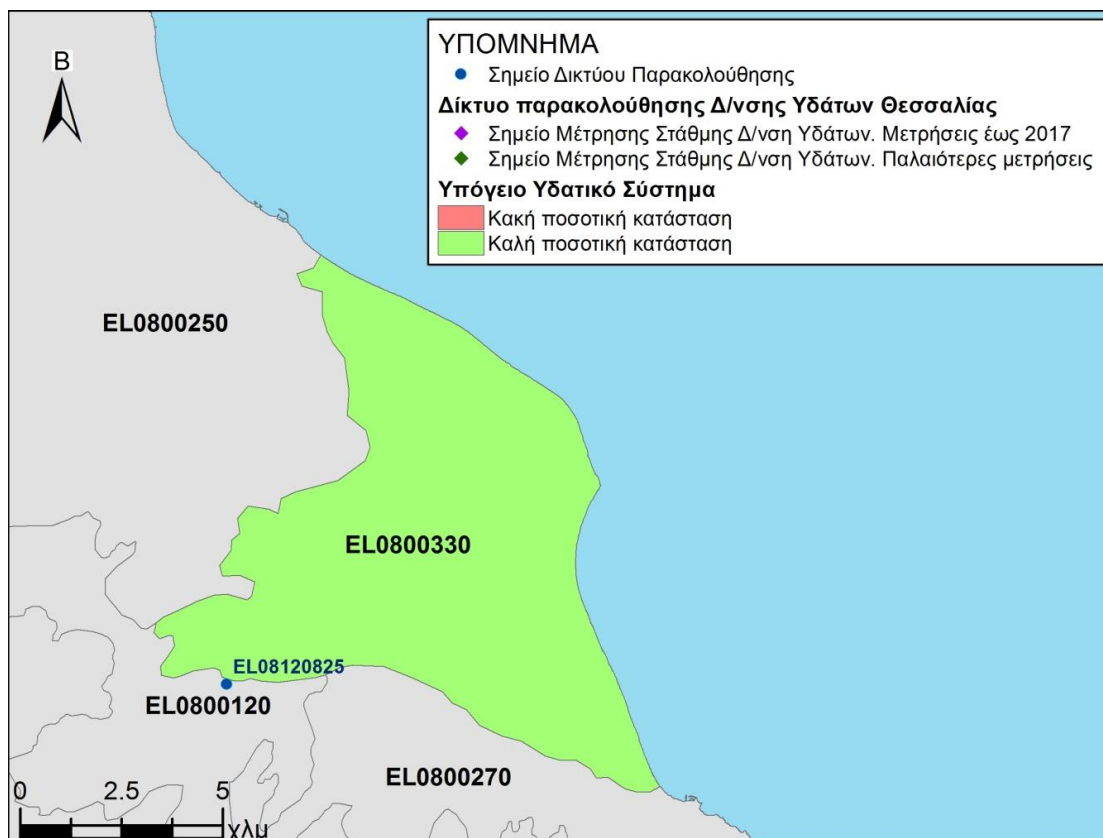 ΥΠΟΜΝΗΜΑ
Σημείο Δικτύου Παρακολούθησης
Δίκτυο παρακολούθησης Δ/νσης Υδάτων Θεσσαλίας
Σημείο Μέτρησης Στάθμης Δ/νση Υδάτων. Μετρήσεις έως 2017
Σημείο Μέτρησης Στάθμης Δ/νση Υδάτων. Παλαιότερες μετρήσεις
Υπόγειο Υδατικό Σύστημα
Κακή ποσοτική κατάσταση
Καλή ποσοτική κατάσταση
Β
EL0800250
EL0800330
EL08120825
EL0800120
EL0800270
0 2.5 5
χλμ